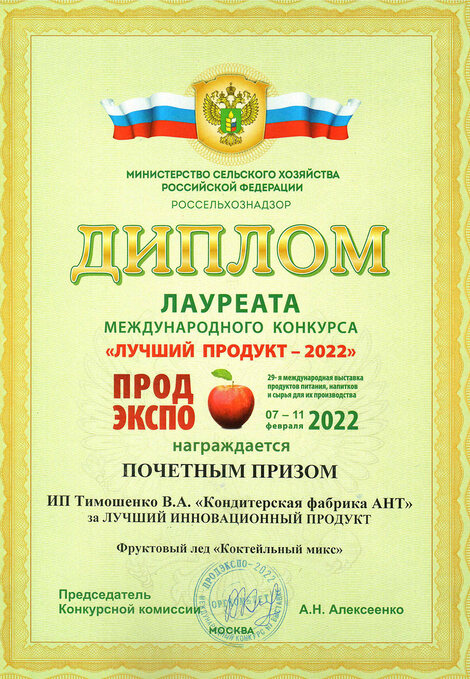 МИНИСТЕРСТВО СЕЛЬСКОГО ХОЗЯЙСТВА
РОССИЙСКОЙ ФЕДЕРАЦИИ
РОССЕЛЬХОЗНАДЗОР
ДИПЛОМ
ЛАУРЕАТА
МЕЖДУНАРОДНОГО КОНКУРСА
«ЛУЧШИЙ ПРОДУКТ – 2022»
ПРОД
ЭКСПО
29-я международная выставка
продуктов питания, напитков
и сырья для их производства
07 – 11
февраля 2022
награждается
ПОЧЕТНЫМ ПРИЗОМ
ИП Тимошенко В.А. «Кондитерская фабрика АНТ»
за ЛУЧШИЙ ИННОВАЦИОННЫЙ ПРОДУКТ
Фруктовый лед «Коктейльный микс»
ПРОДЭКСПО-2022
Председатель
Конкурсной комиссии
А.Н. Алексеенко
МОСКВА